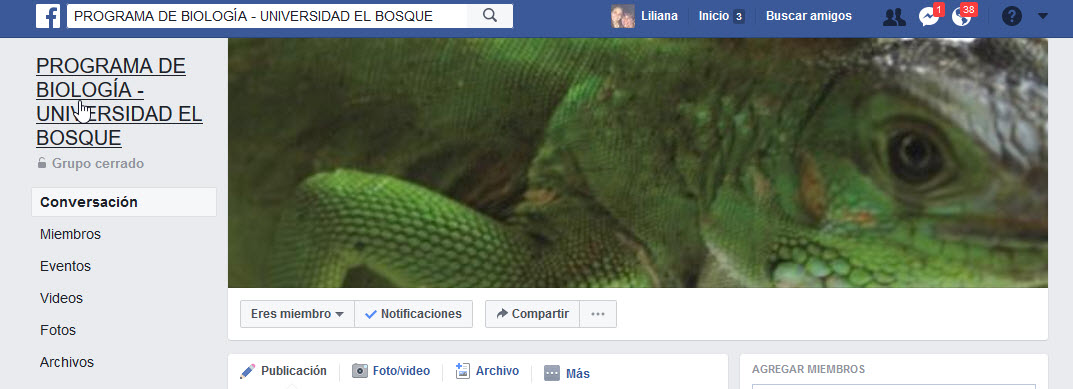 PROGRAMA DE BIOLOGÍA - UNIVERSIDAD EL BOSQUE
Liliana
Inicio 3
Buscar amigos
1
38
?
PROGRAMA DE
BIOLOGÍA -
UNIVERSIDAD EL
BOSQUE
Grupo cerrado
Conversación
Miembros
Eventos
Videos
Fotos
Archivos
Eres miembro
Notificaciones
Compartir
Publicación
Foto/video
Archivo
Más
AGREGAR MIEMBROS